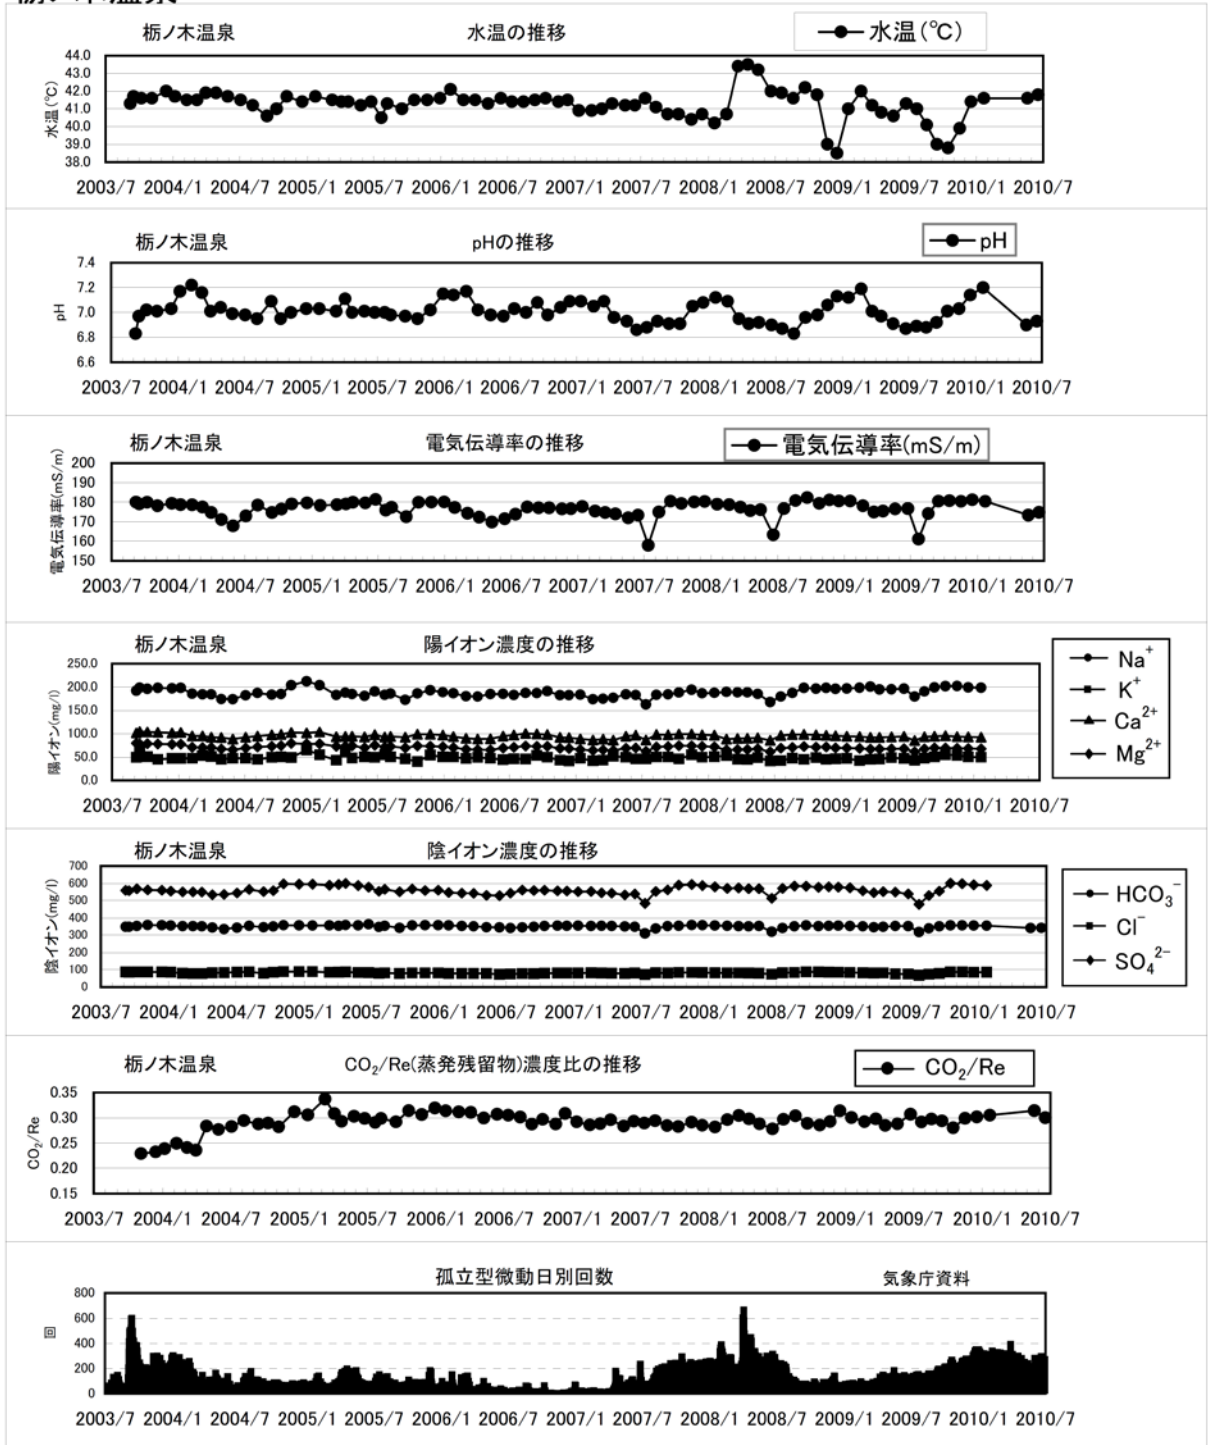 栃ノ木温泉
栃ノ木温泉 水温の推移 水温(℃)
44.0
43.0
42.0
41.0
40.0
39.0
38.0
水温(℃)
2003/7 2004/1 2004/7 2005/1 2005/7 2006/1 2006/7 2007/1 2007/7 2008/1 2008/7 2009/1 2009/7 2010/1 2010/7
栃ノ木温泉 pHの推移 pH
7.4
7.2
7.0
6.8
6.6
pH
2003/7 2004/1 2004/7 2005/1 2005/7 2006/1 2006/7 2007/1 2007/7 2008/1 2008/7 2009/1 2009/7 2010/1 2010/7
栃ノ木温泉 電気伝導率の推移 電気伝導率(mS/m)
200
190
180
170
160
150
電気伝導率(mS/m)
2003/7 2004/1 2004/7 2005/1 2005/7 2006/1 2006/7 2007/1 2007/7 2008/1 2008/7 2009/1 2009/7 2010/1 2010/7
栃ノ木温泉 陽イオン濃度の推移
250.0
200.0
150.0
100.0
50.0
0.0
陽イオン(mg/l)
Na⁺
K⁺
Ca²⁺
Mg²⁺
2003/7 2004/1 2004/7 2005/1 2005/7 2006/1 2006/7 2007/1 2007/7 2008/1 2008/7 2009/1 2009/7 2010/1 2010/7
栃ノ木温泉 陰イオン濃度の推移
700
600
500
400
300
200
100
0
陰イオン(mg/l)
HCO₃⁻
Cl⁻
SO₄²⁻
2003/7 2004/1 2004/7 2005/1 2005/7 2006/1 2006/7 2007/1 2007/7 2008/1 2008/7 2009/1 2009/7 2010/1 2010/7
栃ノ木温泉 CO₂/Re(蒸発残留物)濃度比の推移 CO₂/Re
0.35
0.30
0.25
0.20
0.15
CO₂/Re
2003/7 2004/1 2004/7 2005/1 2005/7 2006/1 2006/7 2007/1 2007/7 2008/1 2008/7 2009/1 2009/7 2010/1 2010/7
孤立型微動日別回数 気象庁資料
800
600
400
200
0
回
2003/7 2004/1 2004/7 2005/1 2005/7 2006/1 2006/7 2007/1 2007/7 2008/1 2008/7 2009/1 2009/7 2010/1 2010/7